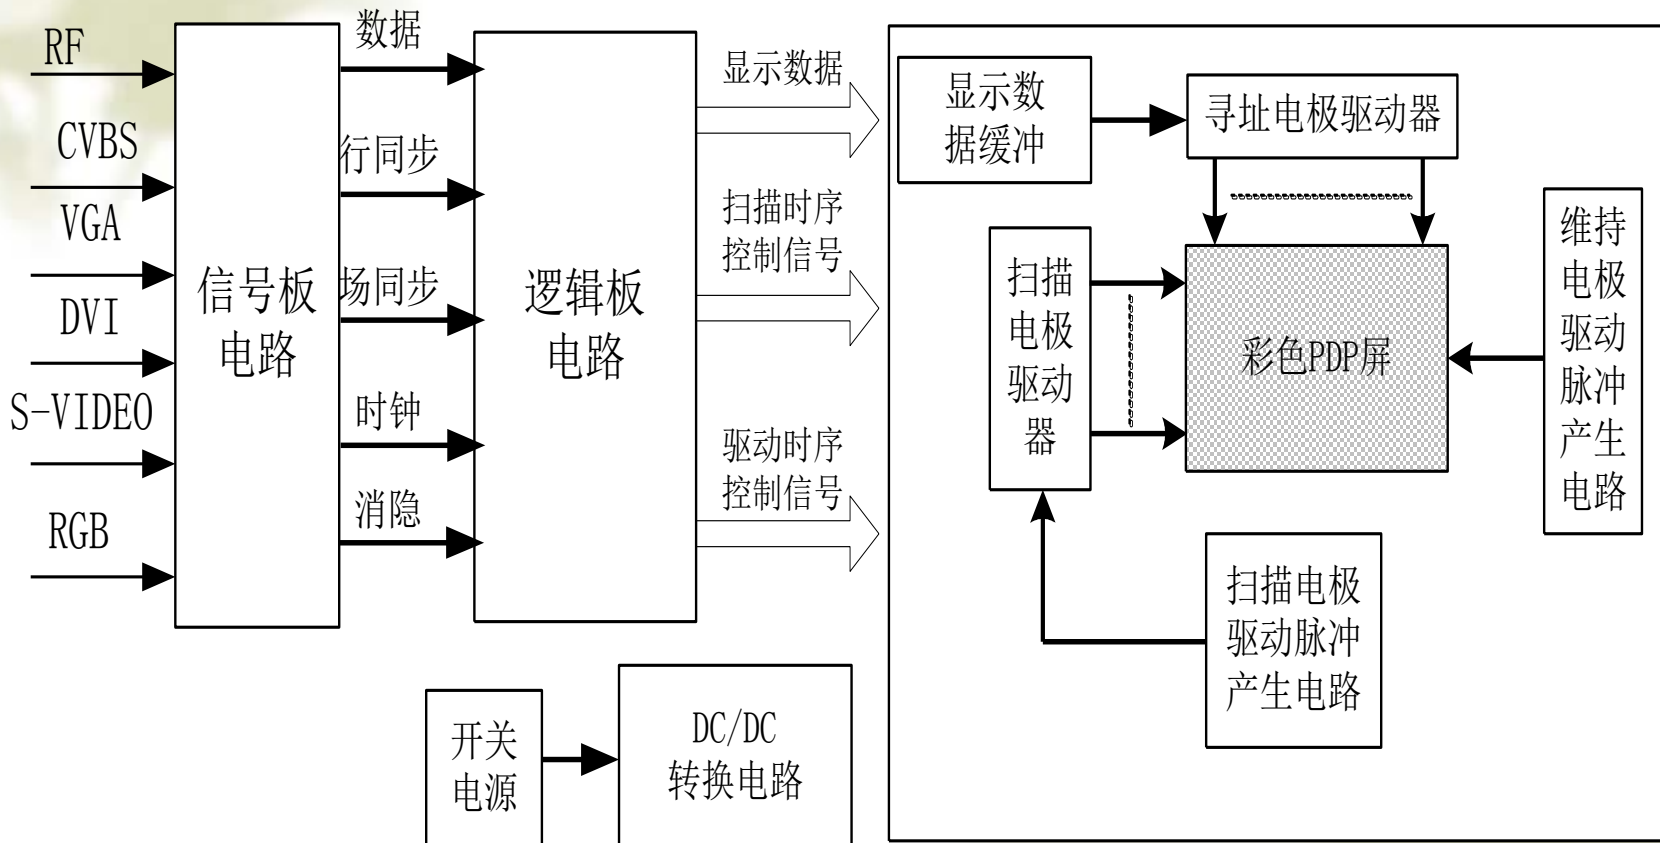 RF
CVBS
VGA
DVI
S-VIDEO
RGB
信号板
电路
数据
行同步
场同步
时钟
消隐
逻辑板
电路
显示数据
扫描时序
控制信号
驱动时序
控制信号
显示数
据缓冲
寻址电极驱动器
扫描
电极
驱动
器
彩色PDP屏
维持
电极
驱动
脉冲
产生
电路
扫描电极
驱动脉冲
产生电路
开关
电源
DC/DC
转换电路